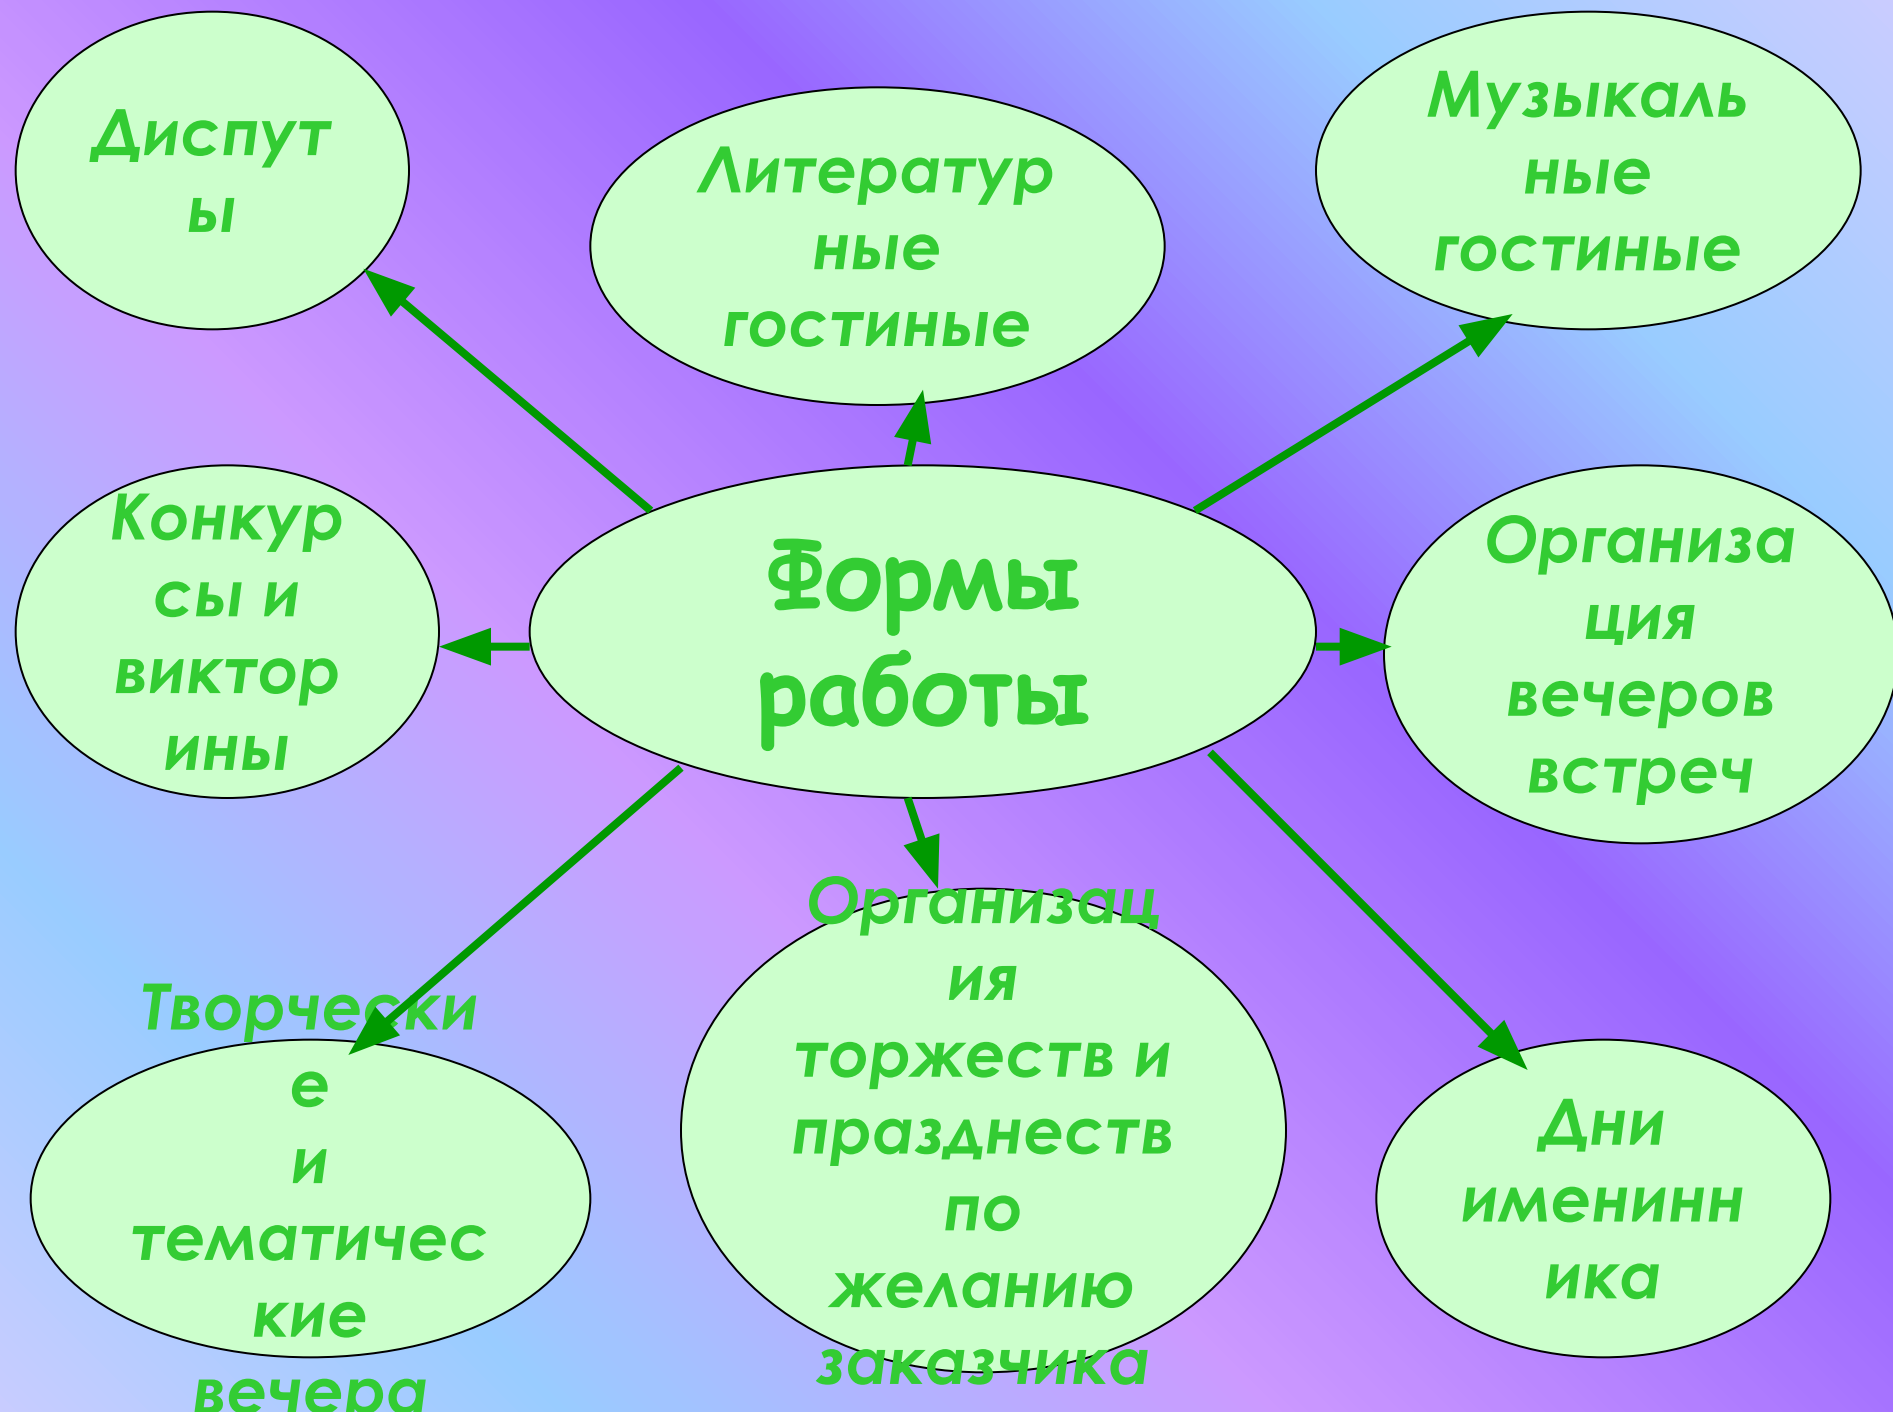 Диспут
ы
Литератур
ные
гостиные
Музыкаль
ные
гостиные
Конкур
сы и
виктор
ины
Формы
работы
Организа
ция
вечеров
встреч
Творчески
е
и
тематичес
кие
вечера
Организац
ия
торжеств и
празднеств
по
желанию
заказчика
Дни
именинн
ика